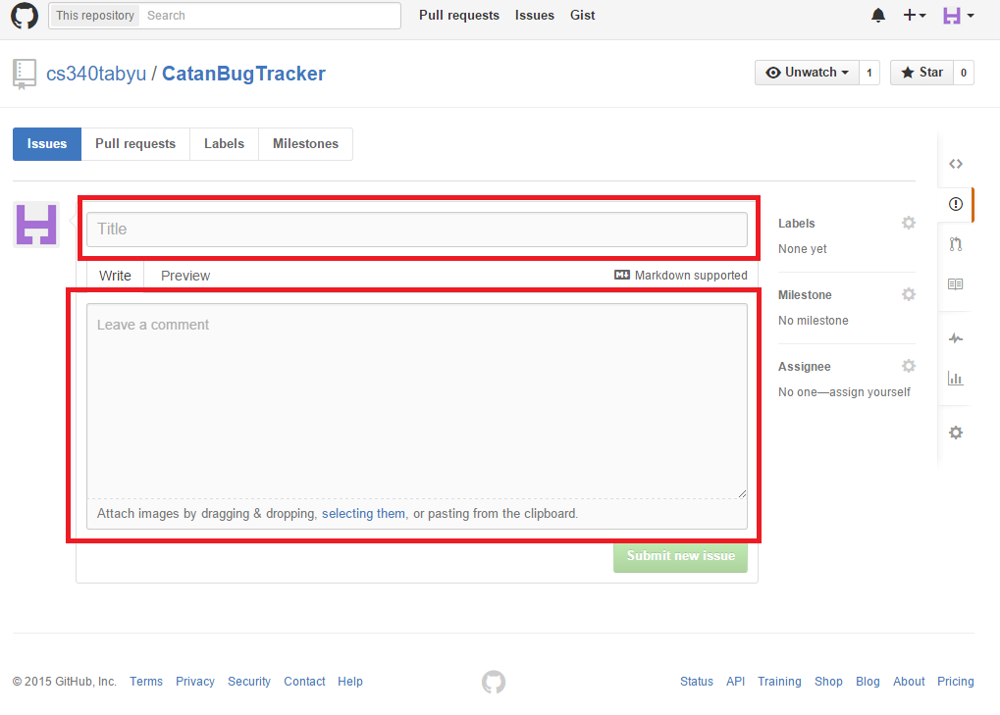 This repository Search Pull requests Issues Gist
cs340tabyu / CatanBugTracker Unwatch 1 Star 0
Issues Pull requests Labels Milestones
Title
Labels
None yet
Write Preview Markdown supported
Milestone
No milestone
Leave a comment
Assignee
No one—assign yourself
Attach images by dragging & dropping, selecting them, or pasting from the clipboard.
Submit new issue
© 2015 GitHub, Inc. Terms Privacy Security Contact Help Status API Training Shop Blog About Pricing